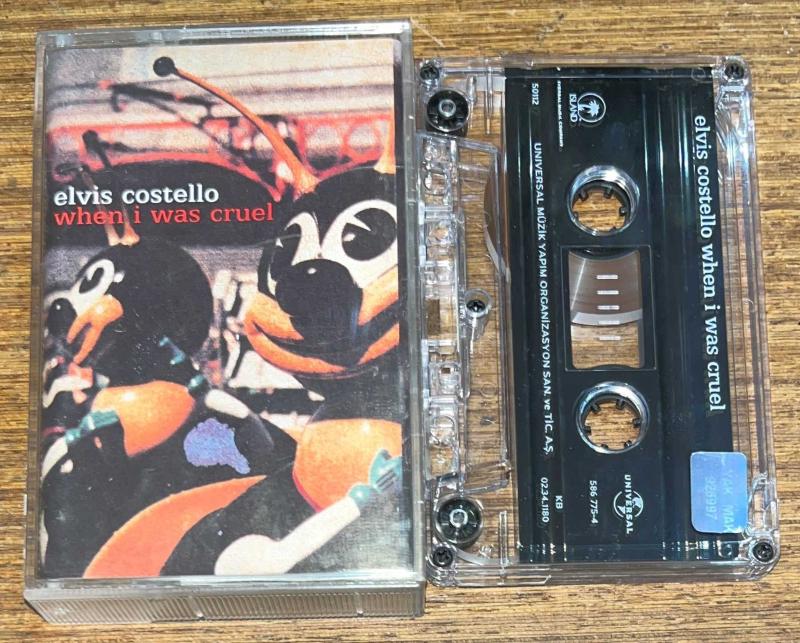 elvis costello
when i was cruel
elvis costello when i was cruel
ISLAND
50112
UNIVERSAL MÜZİK YAPIM ORGANİZASYON SAN. ve TİC. A.Ş.
UNIVERSAL
586 775-4
KB
0234.1180